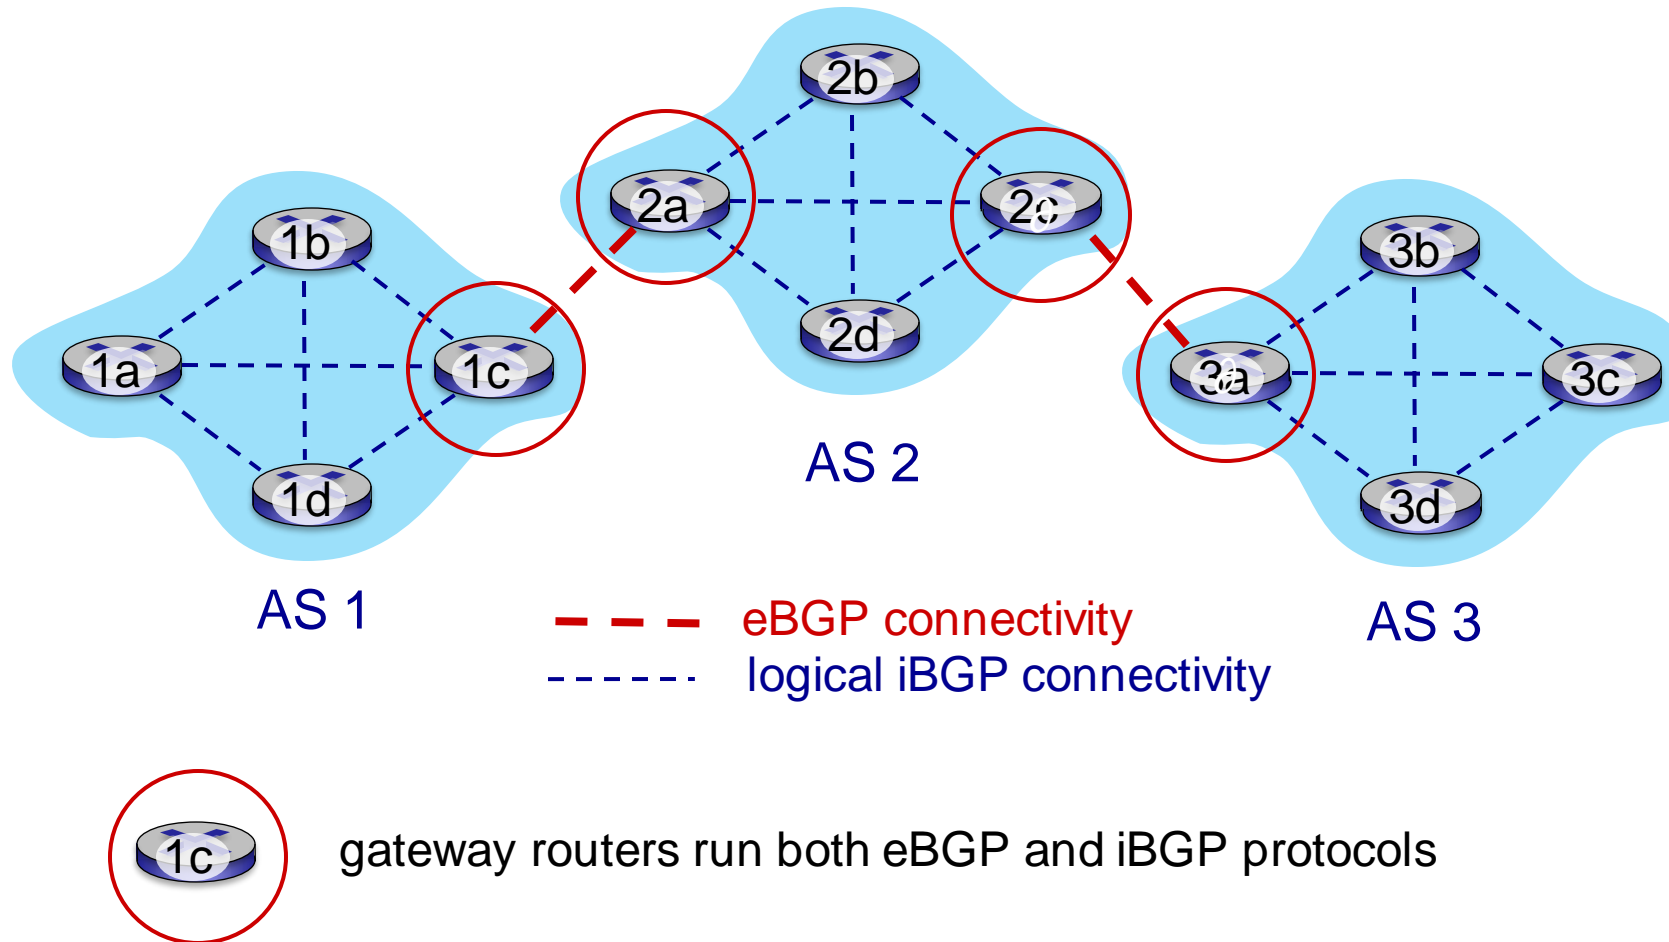 2b
2a
2c
1b
3b
2d
1a
1c
3a
3c
AS 2
1d
3d
AS 1
eBGP connectivity
AS 3
logical iBGP connectivity
1c
gateway routers run both eBGP and iBGP protocols